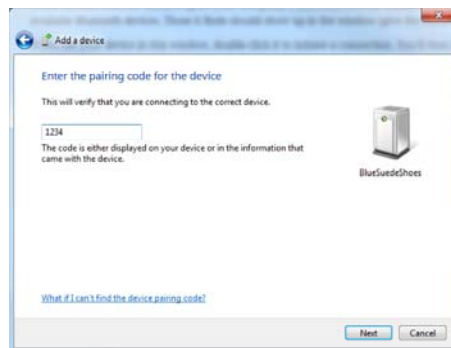 Add a device
Enter the pairing code for the device
This will verify that you are connecting to the correct device.
1234
The code is either displayed on your device or in the information that
came with the device.
BlueSuedeShoes
What if I can't find the device pairing code?
Next
Cancel